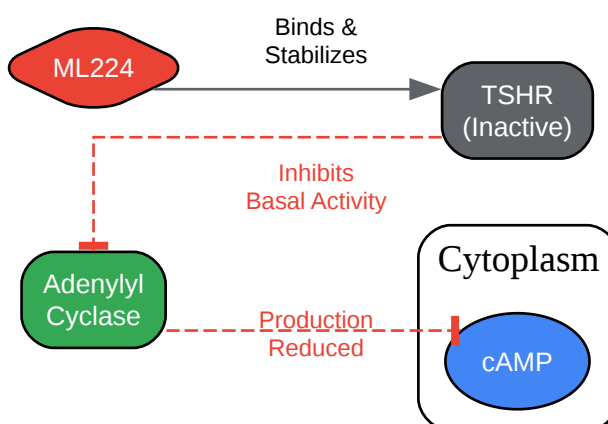 Binds &
Stabilizes
ML224
TSHR
(Inactive)
Inhibits
Basal Activity
Cytoplasm
Adenylyl
Cyclase
Production
Reduced
cAMP